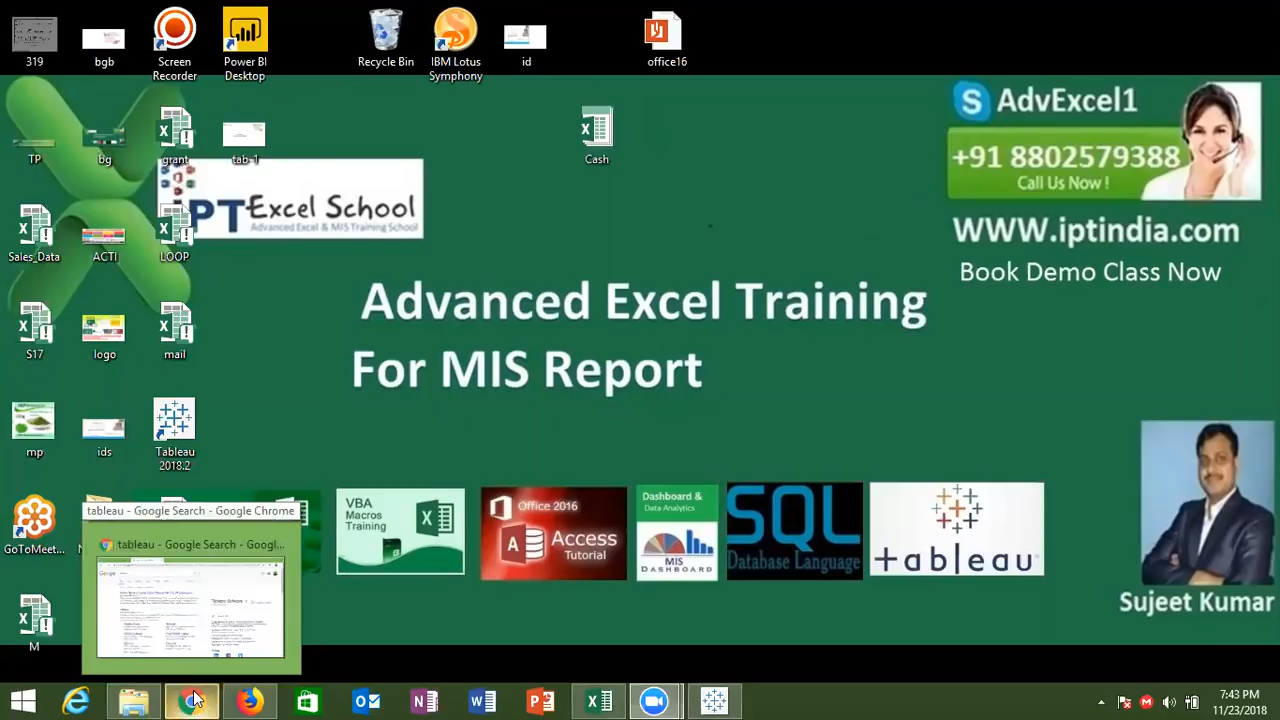 319
bgb
Screen
Recorder
Power BI
Desktop
Recycle Bin
IBM Lotus
Symphony
id
office16
AdvExcel1
+91 8802579388
Call Us Now !
WWW.iptindia.com
Book Demo Class Now
TP
bg
grant
tab-1
Cash
IPT Excel School
Advanced Excel & MIS Training School
Sales_Data
ACTI
LOOP
Advanced Excel Training
For MIS Report
S17
logo
mail
mp
ids
Tableau
2018.2
GoToMeet...
tableau - Google Search - Google Chrome
tableau - Google Search - Googl...
VBA
Macros
Training
Office 2016
Access
Tutorial
Dashboard &
Data Analytics
MIS
DASHBOARD
SQL
Database Language
tableau
Sujeet Kuma
M
7:43 PM
11/23/2018